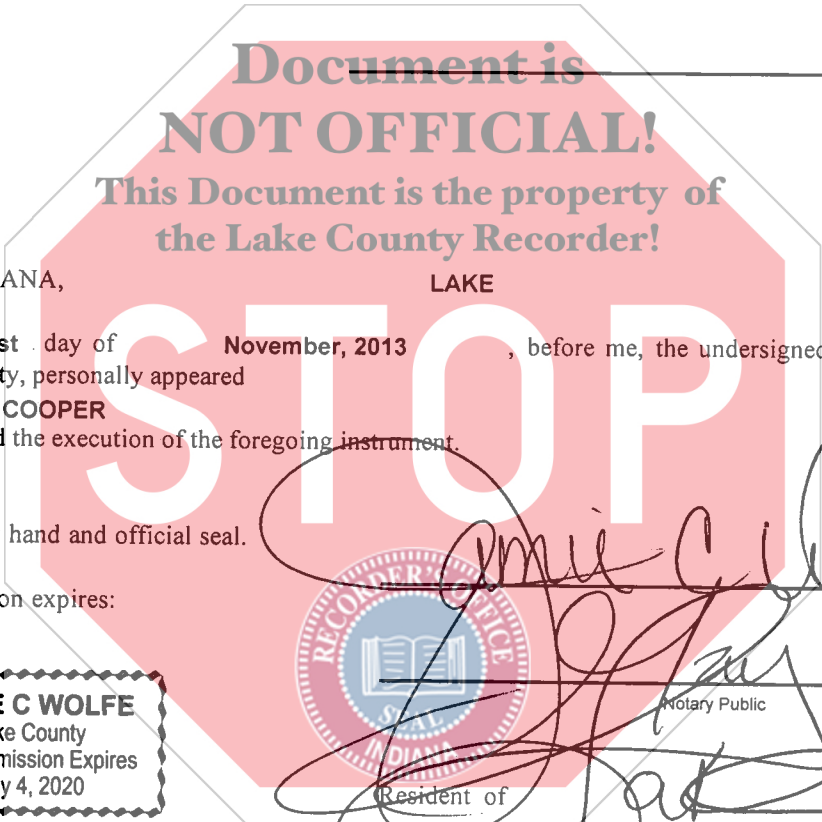 Document is
NOT OFFICIAL!
This Document is the property of
the Lake County Recorder!
ANA, LAKE
st day of November, 2013 , before me, the undersigned
ty, personally appeared
COOPER
d the execution of the foregoing instrument.
STOP
hand and official seal.
on expires:
RECORDER'S OFFICE
SEAL
INDIANA
E C WOLFE
ke County
mission Expires
y 4, 2020
Notary Public
Resident of Lake